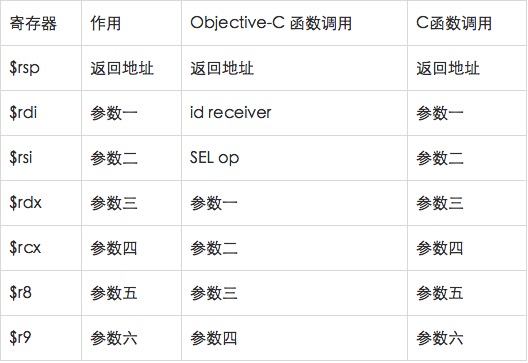 寄存器 作用 Objective-C 函数调用 C函数调用
$rsp 返回地址 返回地址 返回地址
$rdi 参数一 id receiver 参数一
$rsi 参数二 SEL op 参数二
$rdx 参数三 参数一 参数三
$rcx 参数四 参数二 参数四
$r8 参数五 参数三 参数五
$r9 参数六 参数四 参数六